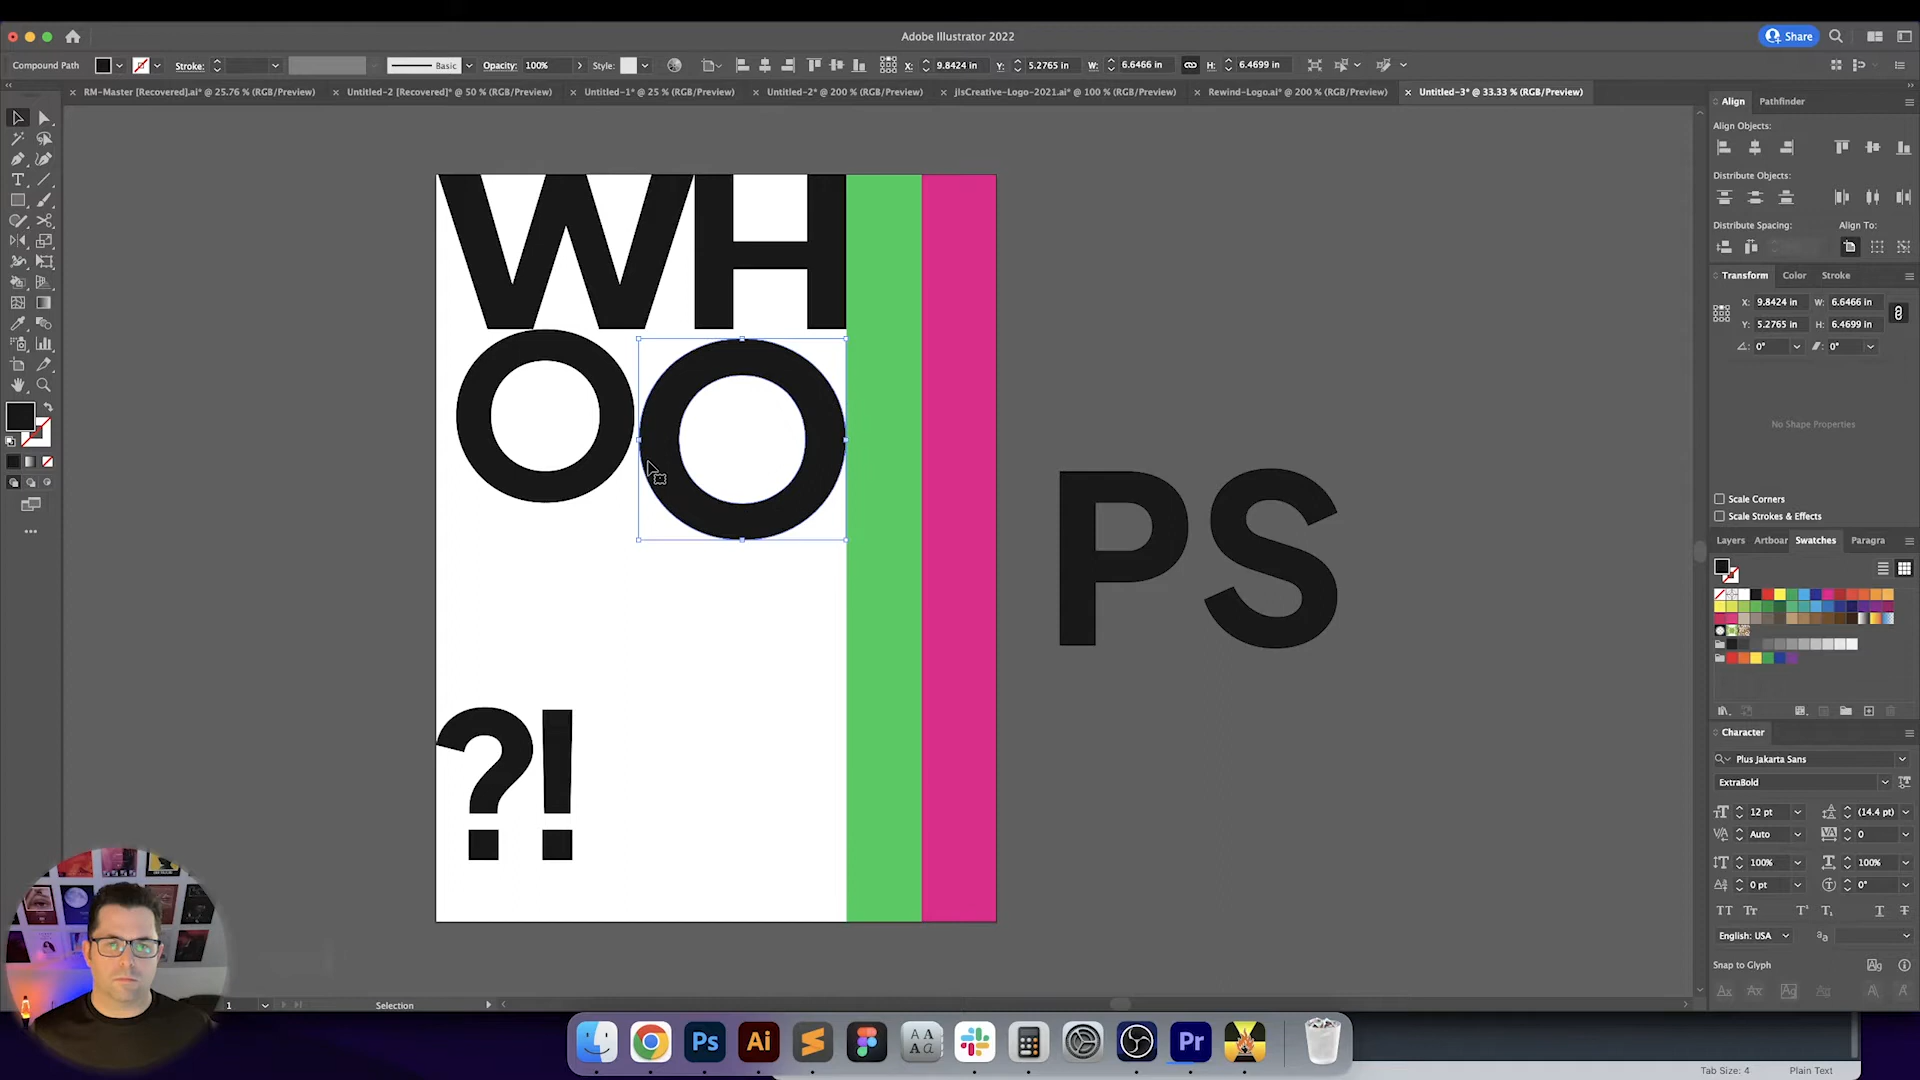 Adobe Illustrator 2022
Share
Compound Path
Stroke:
Basic
Opacity: 100%
Style:
X: 9.8424 in
Y: 5.2765 in
W: 6.6466 in
H: 6.4699 in
RM-Master [Recovered].ai* @ 25.76 % (RGB/Preview)
Untitled-2 [Recovered]* @ 50 % (RGB/Preview)
Untitled-1* @ 25 % (RGB/Preview)
Untitled-2* @ 200 % (RGB/Preview)
JIsCreative-Logo-2021.ai* @ 100 % (RGB/Preview)
Rewind-Logo.ai* @ 200 % (RGB/Preview)
Untitled-3* @ 33.33 % (RGB/Preview)
WH
OO
PS
?!
Align Pathfinder
Align Objects:
Distribute Objects:
Distribute Spacing: Align To:
Transform Color Stroke
X: 9.8424 in W: 6.6466 in
Y: 5.2765 in H: 6.4699 in
0° 0°
No Shape Properties
Scale Corners
Scale Strokes & Effects
Layers Artboar Swatches Paragra
Character
Plus Jakarta Sans
ExtraBold
12 pt (14.4 pt)
Auto 0
100% 100%
0 pt 0°
English: USA
Snap to Glyph
1
Selection
Ps
Ai
A A
A a
Pr
Tab Size: 4 Plain Text